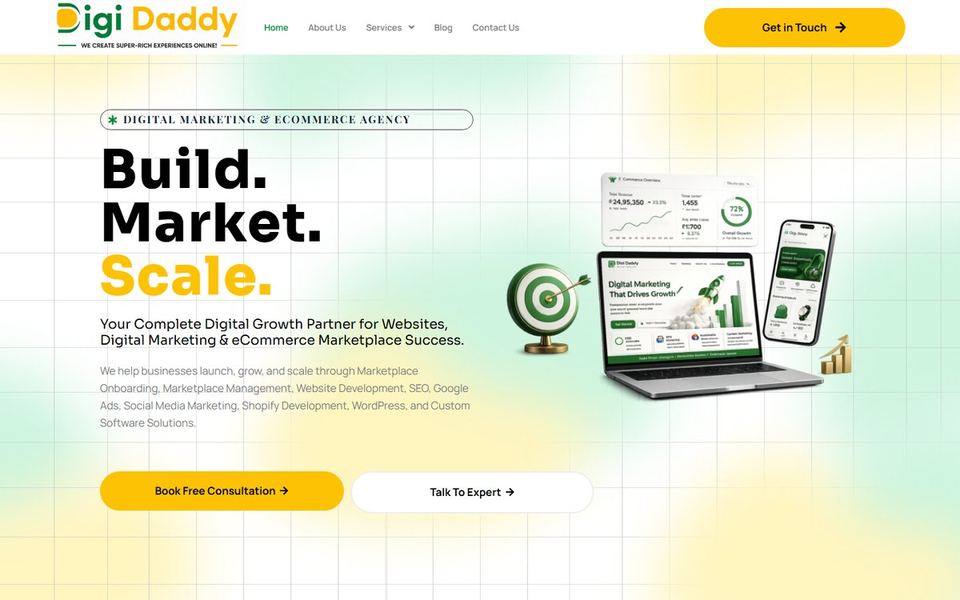 Digi Daddy
WE CREATE SUPER-RICH EXPERIENCES ONLINE!
Home
About Us
Services
Blog
Contact Us
Get in Touch
DIGITAL MARKETING & ECOMMERCE AGENCY
Build.
Market.
Scale.
Your Complete Digital Growth Partner for Websites,
Digital Marketing & eCommerce Marketplace Success.
We help businesses launch, grow, and scale through Marketplace
Onboarding, Marketplace Management, Website Development, SEO, Google
Ads, Social Media Marketing, Shopify Development, WordPress, and Custom
Software Solutions.
Book Free Consultation
Talk To Expert
Commerce Overview
₹24,95,350
1,455
₹1,700
72%
Overall Growth
Digi Daddy
Digital Marketing
That Drives Growth